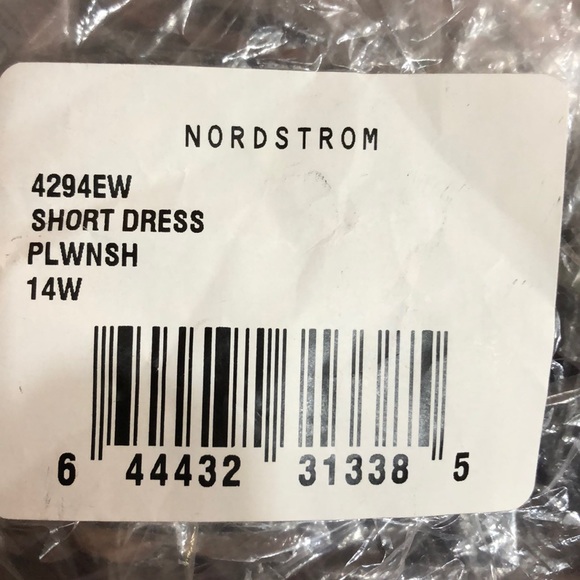 NORDSTROM
4294EW
SHORT DRESS
PLWNSH
14W
6 44432 31338 5